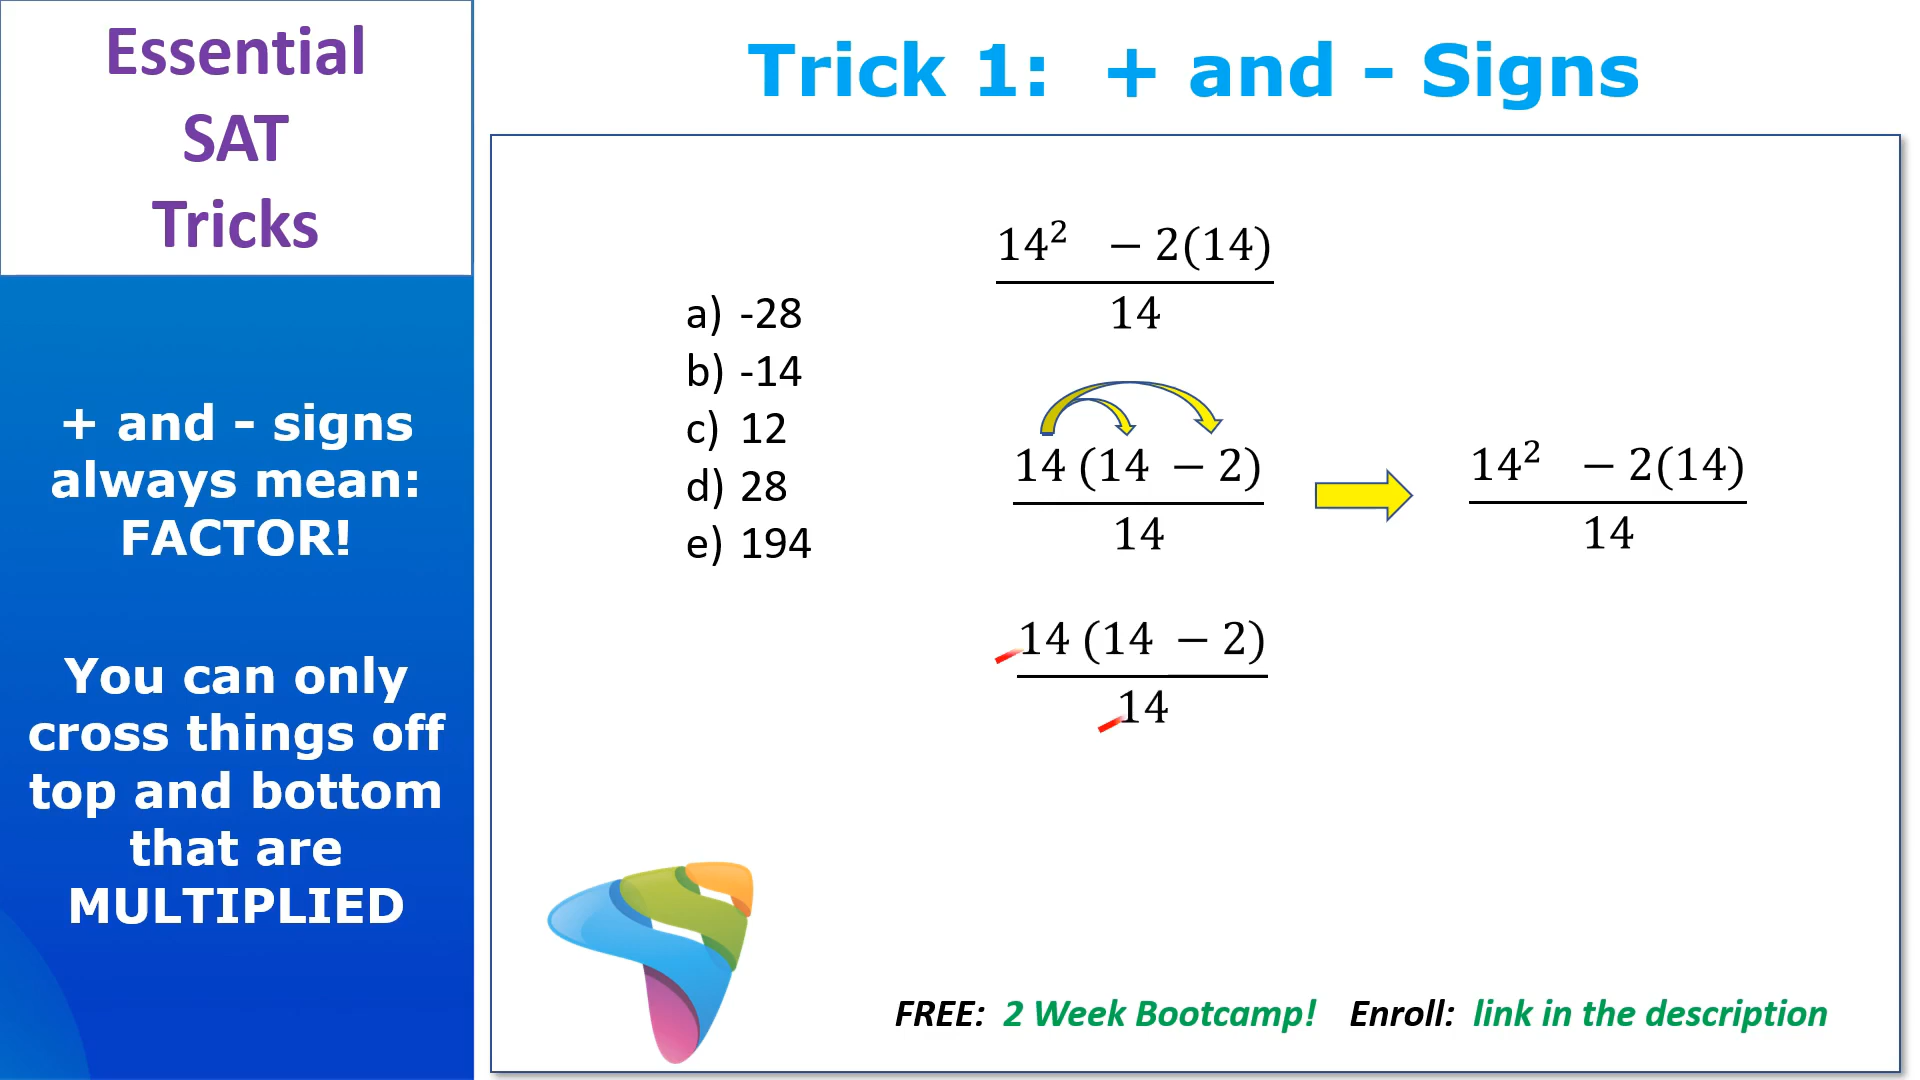 Essential
SAT
Tricks
+ and - signs
always mean:
FACTOR!
You can only
cross things off
top and bottom
that are
MULTIPLIED
Trick 1: + and - Signs
14² − 2(14)
14
a) -28
b) -14
c) 12
d) 28
e) 194
14 (14 − 2)
14
14² − 2(14)
14
14 (14 − 2)
14
FREE: 2 Week Bootcamp! Enroll: link in the description